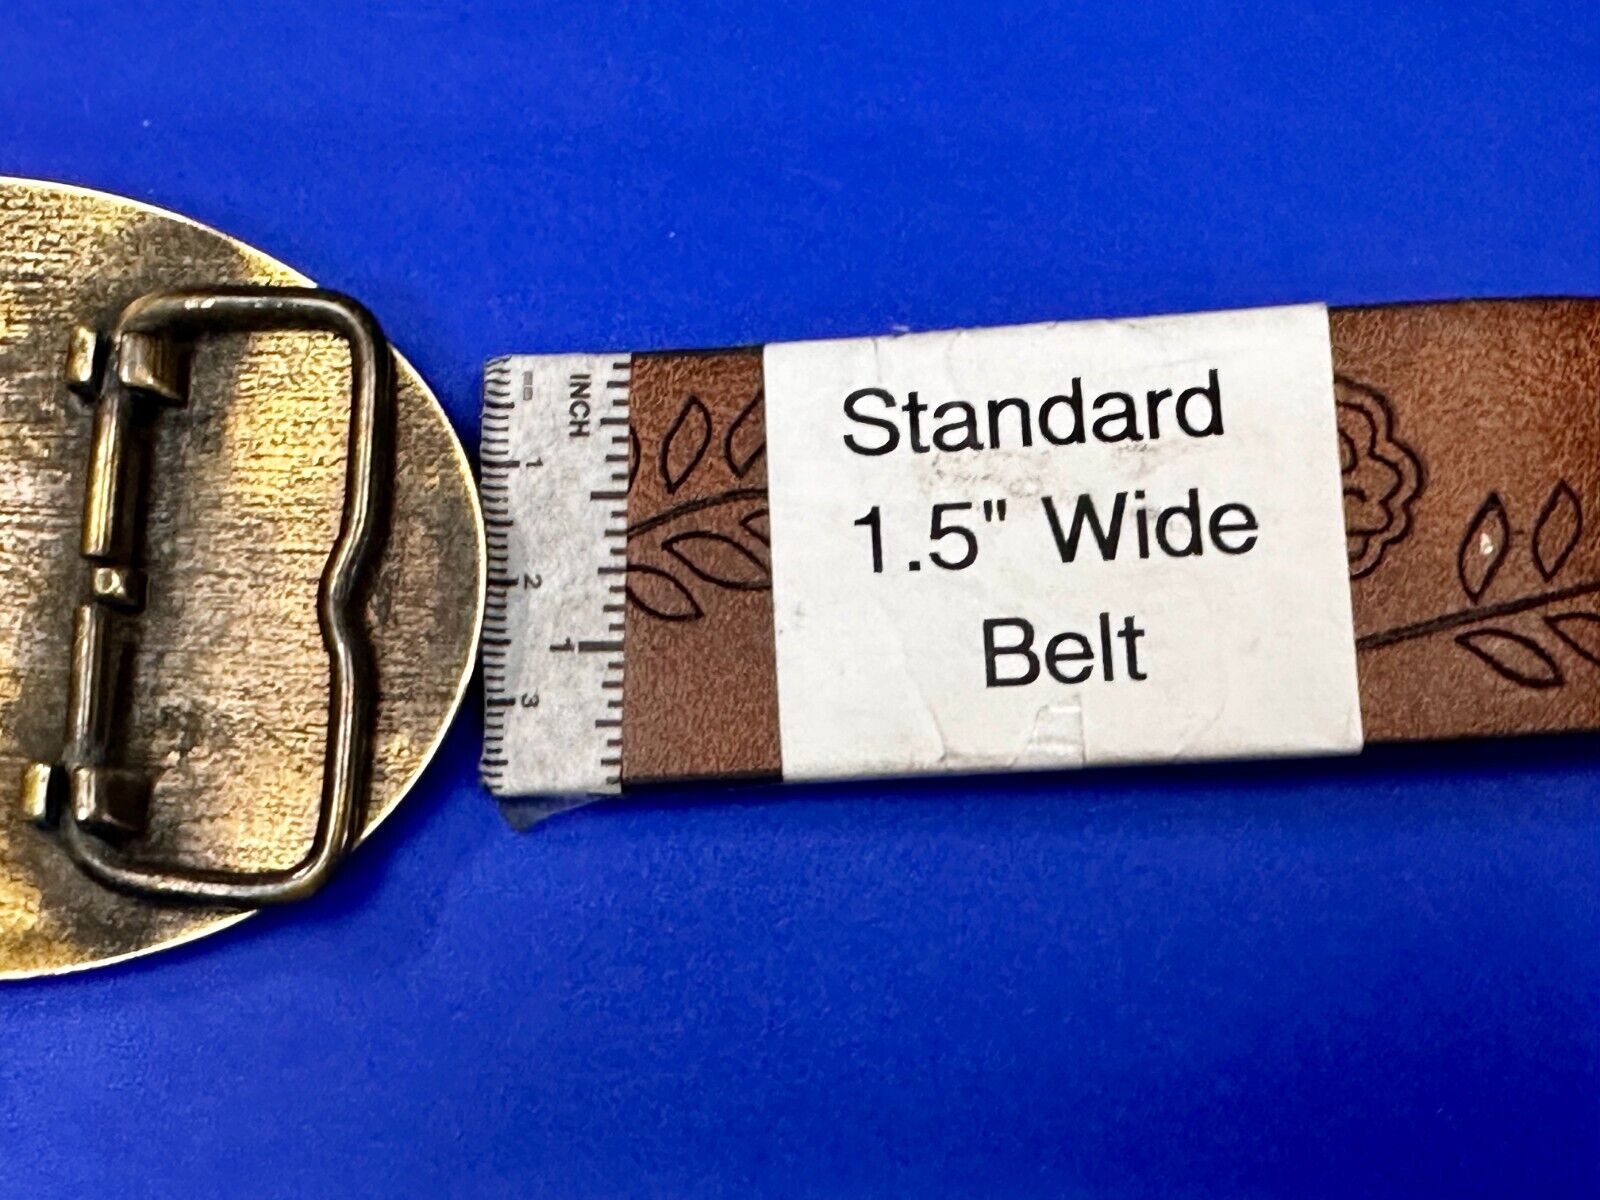 Standard
1.5" Wide
Belt
INCH
1
2
3
1